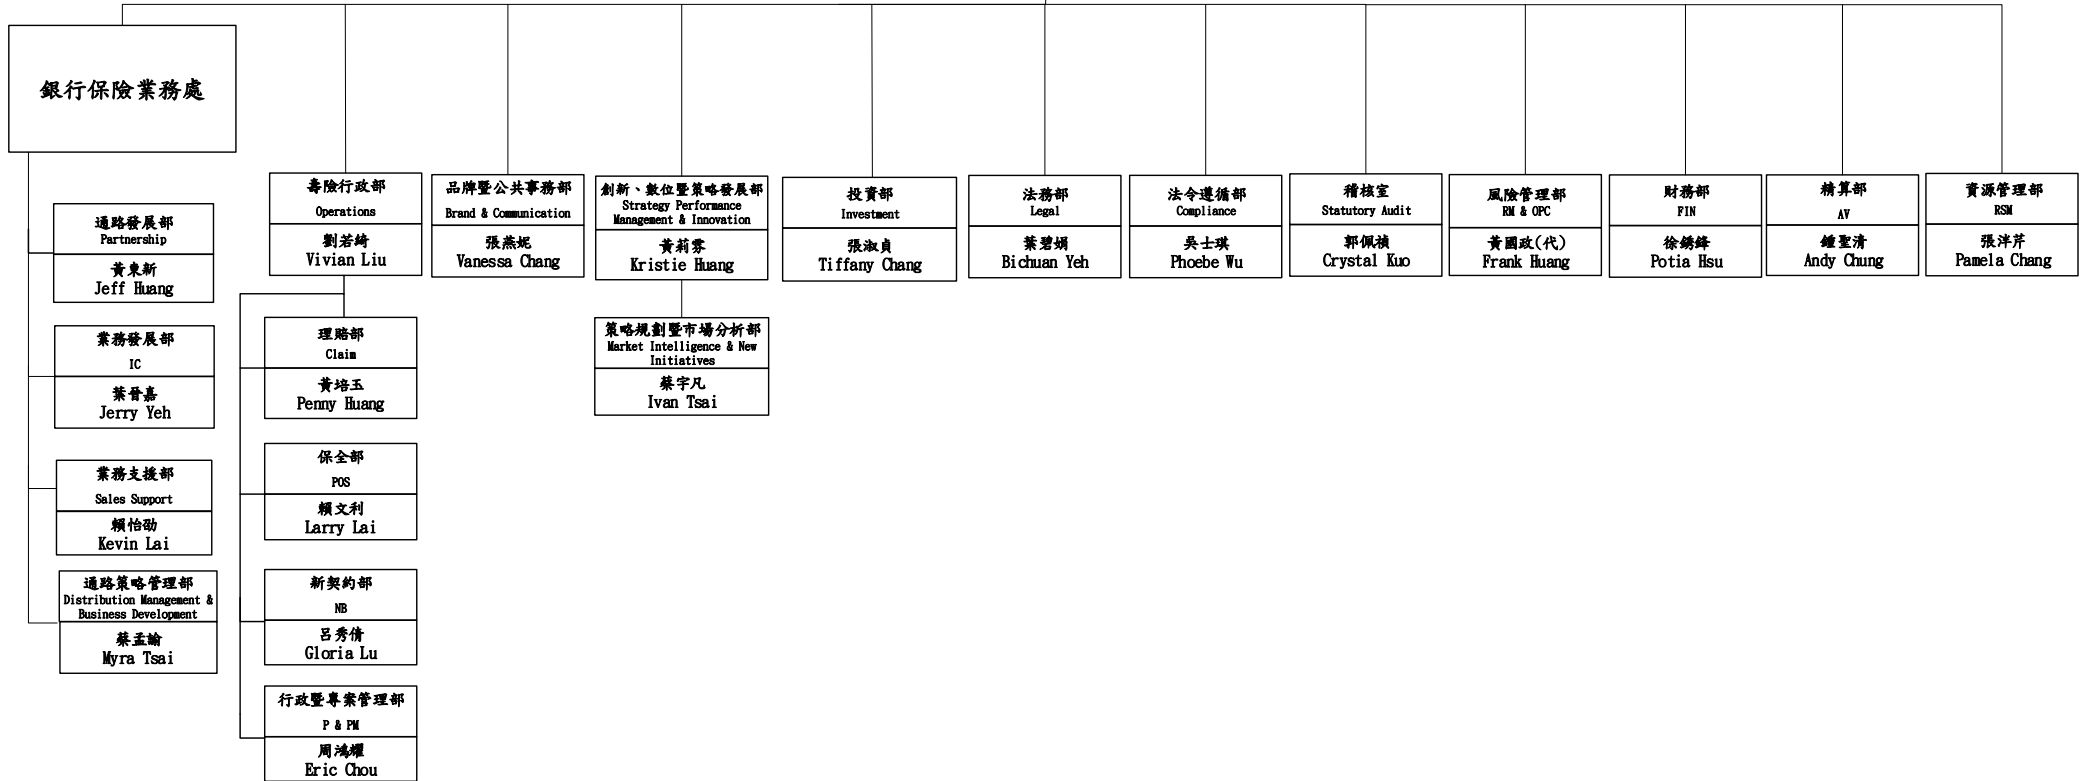 銀行保險業務處
通路發展部
Partnership
黃東新
Jeff Huang
業務發展部
IC
葉晉嘉
Jerry Yeh
業務支援部
Sales Support
賴怡劭
Kevin Lai
通路策略管理部
Distribution Management &
Business Development
蔡孟諭
Myra Tsai
壽險行政部
Operations
劉若綺
Vivian Liu
理賠部
Claim
黃培玉
Penny Huang
保全部
POS
賴文利
Larry Lai
新契約部
NB
呂秀倩
Gloria Lu
行政暨專案管理部
P & PM
周鴻耀
Eric Chou
品牌暨公共事務部
Brand & Communication
張燕妮
Vanessa Chang
創新、數位暨策略發展部
Strategy Performance
Management & Innovation
黃莉雰
Kristie Huang
策略規劃暨市場分析部
Market Intelligence & New
Initiatives
蔡宇凡
Ivan Tsai
投資部
Investment
張淑貞
Tiffany Chang
法務部
Legal
葉碧娟
Bichuan Yeh
法令遵循部
Compliance
吳士琪
Phoebe Wu
稽核室
Statutory Audit
郭佩禎
Crystal Kuo
風險管理部
RM & OPC
黃國政(代)
Frank Huang
財務部
FIN
徐銹鋒
Potia Hsu
精算部
AV
鍾聖清
Andy Chung
資源管理部
RSM
張泮芹
Pamela Chang